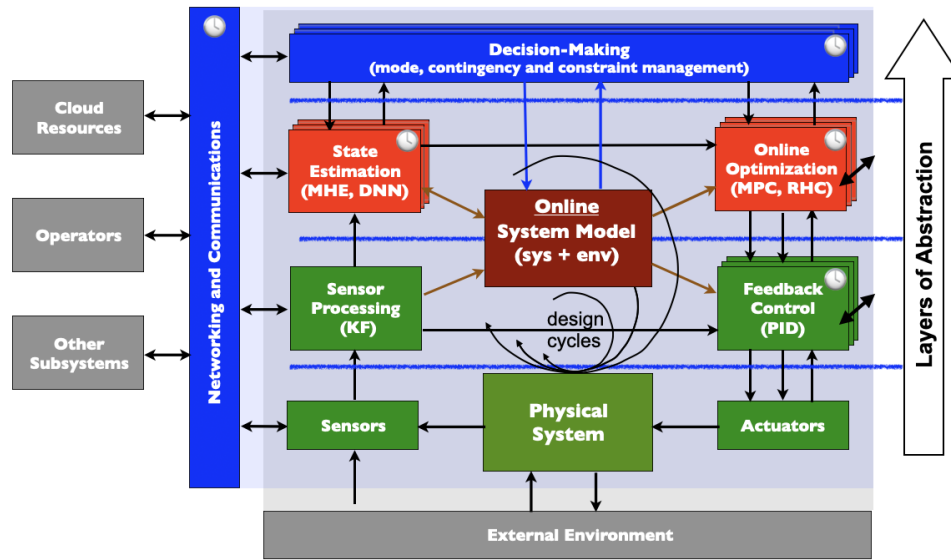 Decision-Making
(mode, contingency and constraint management)
Cloud
Resources
Operators
Other
Subsystems
Networking and Communications
State
Estimation
(MHE, DNN)
Online
Optimization
(MPC, RHC)
Online
System Model
(sys + env)
Sensor
Processing
(KF)
design
cycles
Feedback
Control
(PID)
Sensors
Physical
System
Actuators
External Environment
Layers of Abstraction